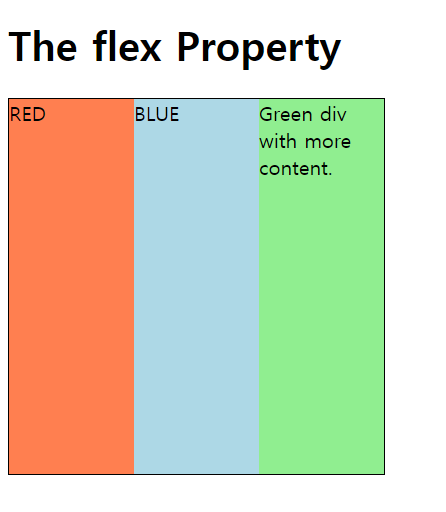 The flex Property
RED
BLUE
Green div
with more
content.